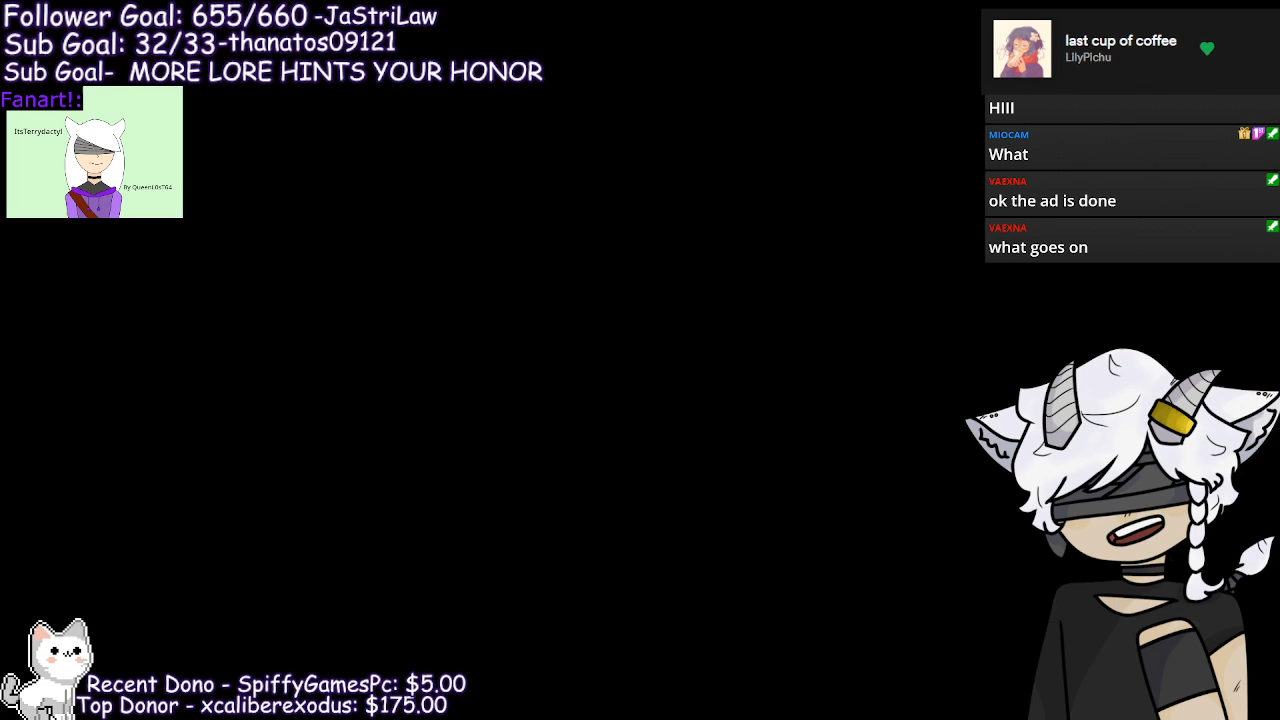 Follower Goal: 655/660 -JaStriLaw
Sub Goal: 32/33-thanatos09121
Sub Goal- MORE LORE HINTS YOUR HONOR
Fanart!:
ItsTerrydactyl
By QueenL0sT64
last cup of coffee
LilyPichu
HIII
MIOCAM
What
VAEXNA
ok the ad is done
VAEXNA
what goes on
Recent Dono - SpiffyGamesPc: $5.00
Top Donor - xcaliberexodus: $175.00